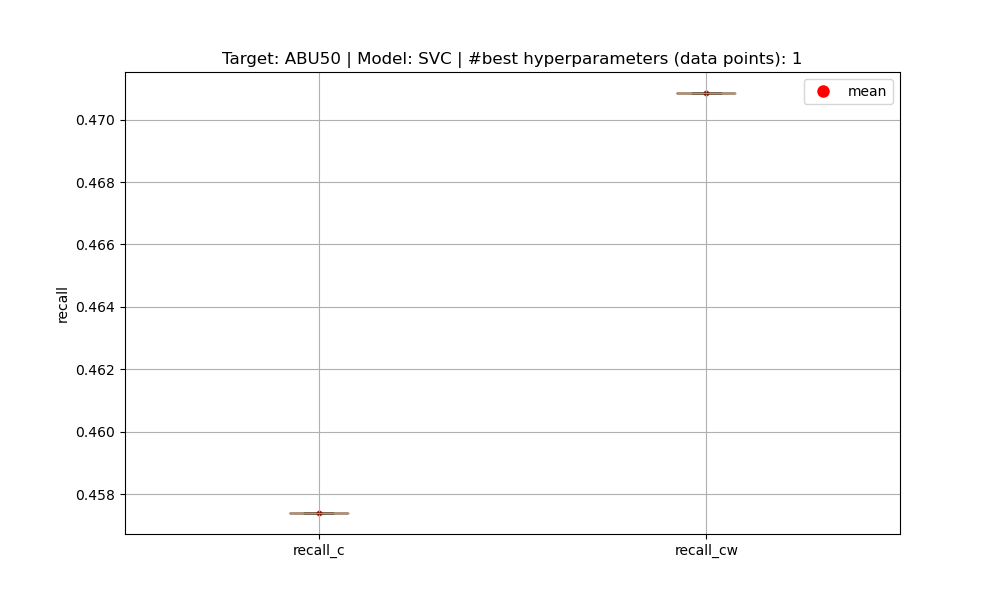 Target: ABU50 | Model: SVC | #best hyperparameters (data points): 1
mean
0.470
0.468
0.466
0.464
0.462
0.460
0.458
recall
recall_c
recall_cw